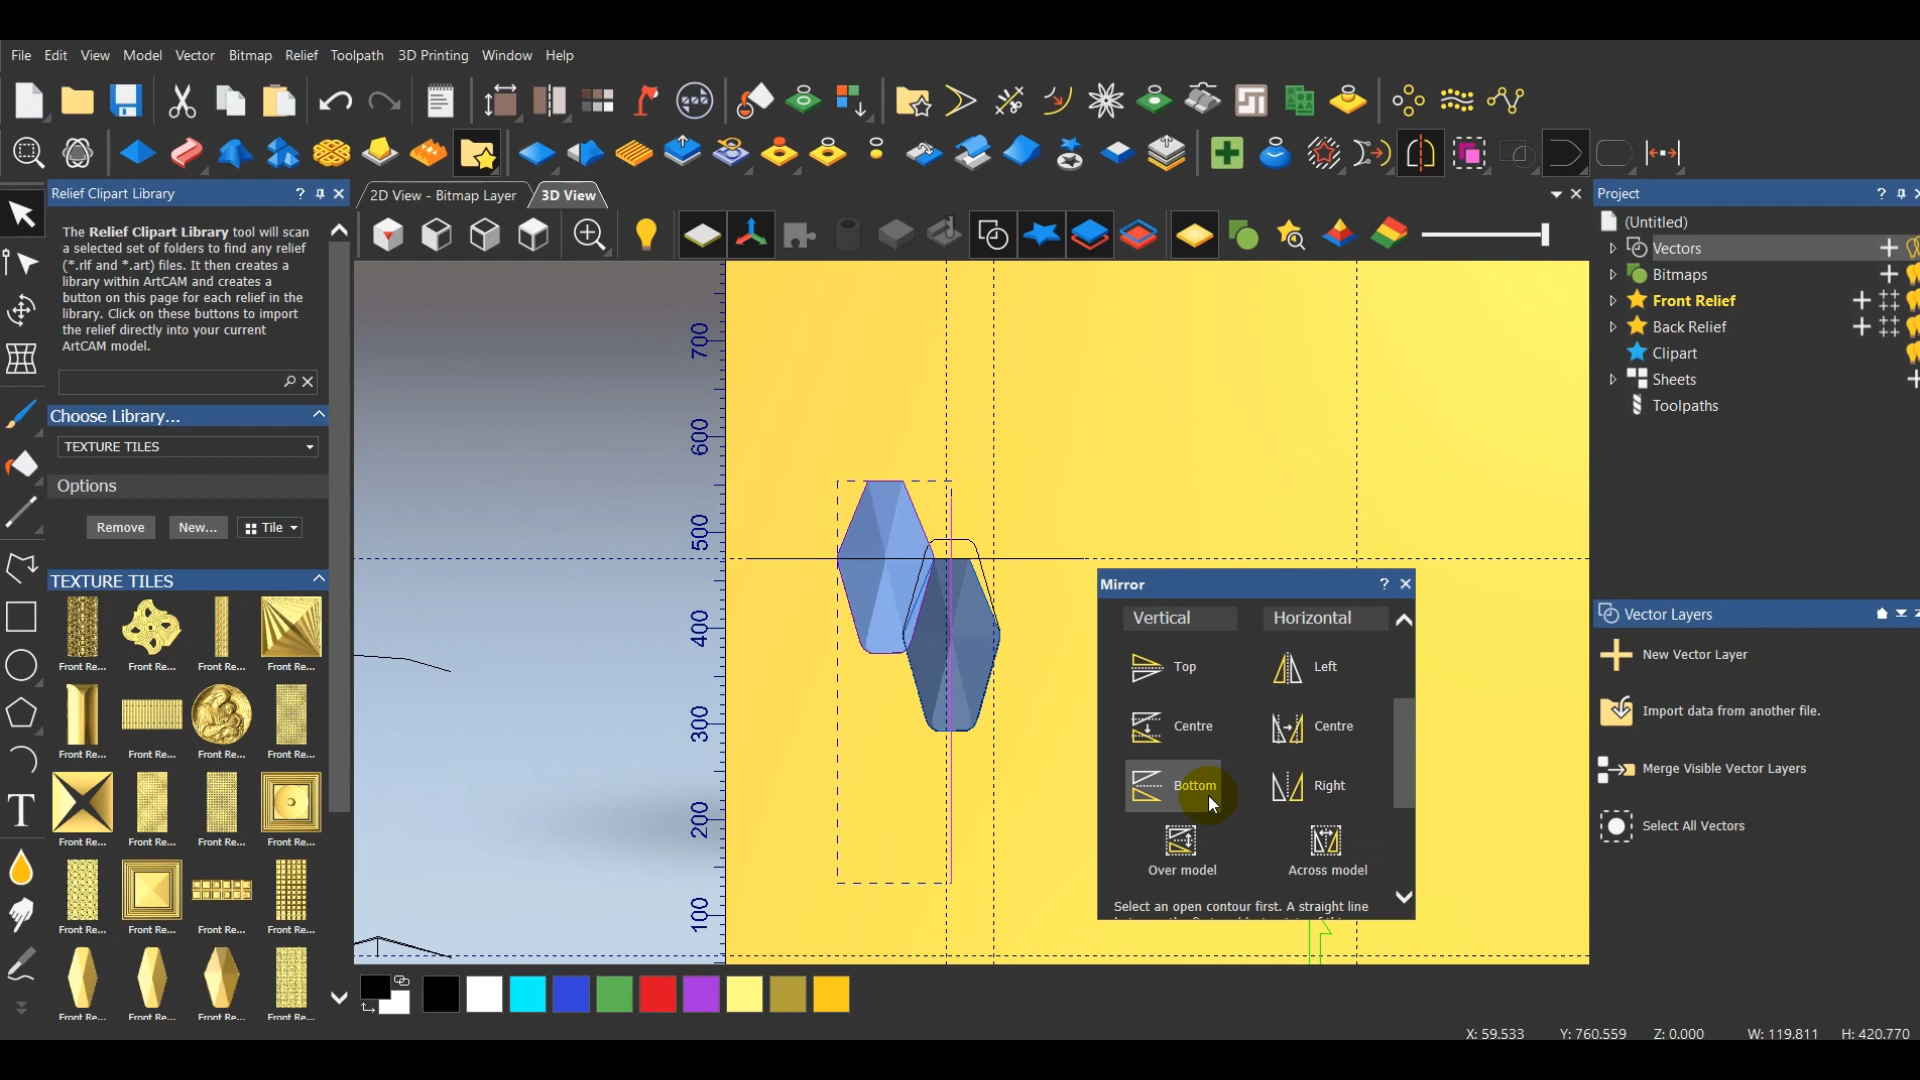 File Edit View Model Vector Bitmap Relief Toolpath 3D Printing Window Help
Relief Clipart Library ?
The Relief Clipart Library tool will scan
a selected set of folders to find any relief
(*.rlf and *.art) files. It then creates a
library within ArtCAM and creates a
button on this page for each relief in the
library. Click on these buttons to import
the relief directly into your current
ArtCAM model.
Choose Library...
TEXTURE TILES
Options
Remove New... Tile
TEXTURE TILES
Front Re... Front Re... Front Re... Front Re...
Front Re... Front Re... Front Re... Front Re...
Front Re... Front Re... Front Re... Front Re...
Front Re... Front Re... Front Re... Front Re...
Front Re... Front Re... Front Re... Front Re...
2D View - Bitmap Layer 3D View
700
600
500
400
300
200
100
Mirror ?
Vertical Horizontal
Top Left
Centre Centre
Bottom Right
Over model Across model
Select an open contour first. A straight line
Project ?
(Untitled)
Vectors
Bitmaps
Front Relief
Back Relief
Clipart
Sheets
Toolpaths
Vector Layers
New Vector Layer
Import data from another file.
Merge Visible Vector Layers
Select All Vectors
X: 59.533 Y: 760.559 Z: 0.000 W: 119.811 H: 420.770